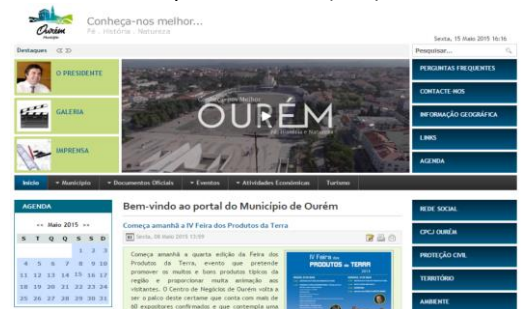 Ourém
Município
Conheça-nos melhor...
Fé . História . Natureza
Sexta, 15 Maio 2015 16:16
Destaques
Pesquisar...
O PRESIDENTE
GALERIA
IMPRENSA
Conheça-nos Melhor
OURÉM
Fé, História e Natureza
PERGUNTAS FREQUENTES
CONTACTE-NOS
INFORMAÇÃO GEOGRÁFICA
LINKS
AGENDA
Início Município Documentos Oficiais Eventos Atividades Económicas Turismo
AGENDA
<< Maio 2015 >>
S T Q Q S S D
1 2 3
4 5 6 7 8 9 10
11 12 13 14 15 16 17
18 19 20 21 22 23 24
25 26 27 28 29 30 31
Bem-vindo ao portal do Município de Ourém
Começa amanhã a IV Feira dos Produtos da Terra
Começa amanhã a quarta edição da Feira dos
Produtos da Terra, evento que pretende
promover os muitos e bons produtos típicos da
região e proporcionar muita animação aos
visitantes. O Centro de Negócios de Ourém volta a
ser o palco deste certame que conta com mais de
60 expositores confirmados e que contempla uma
IV Feira dos
PRODUTOS da TERRA
2015
REDE SOCIAL
CPCJ OURÉM
PROTEÇÃO CIVIL
TERRITÓRIO
AMBIENTE